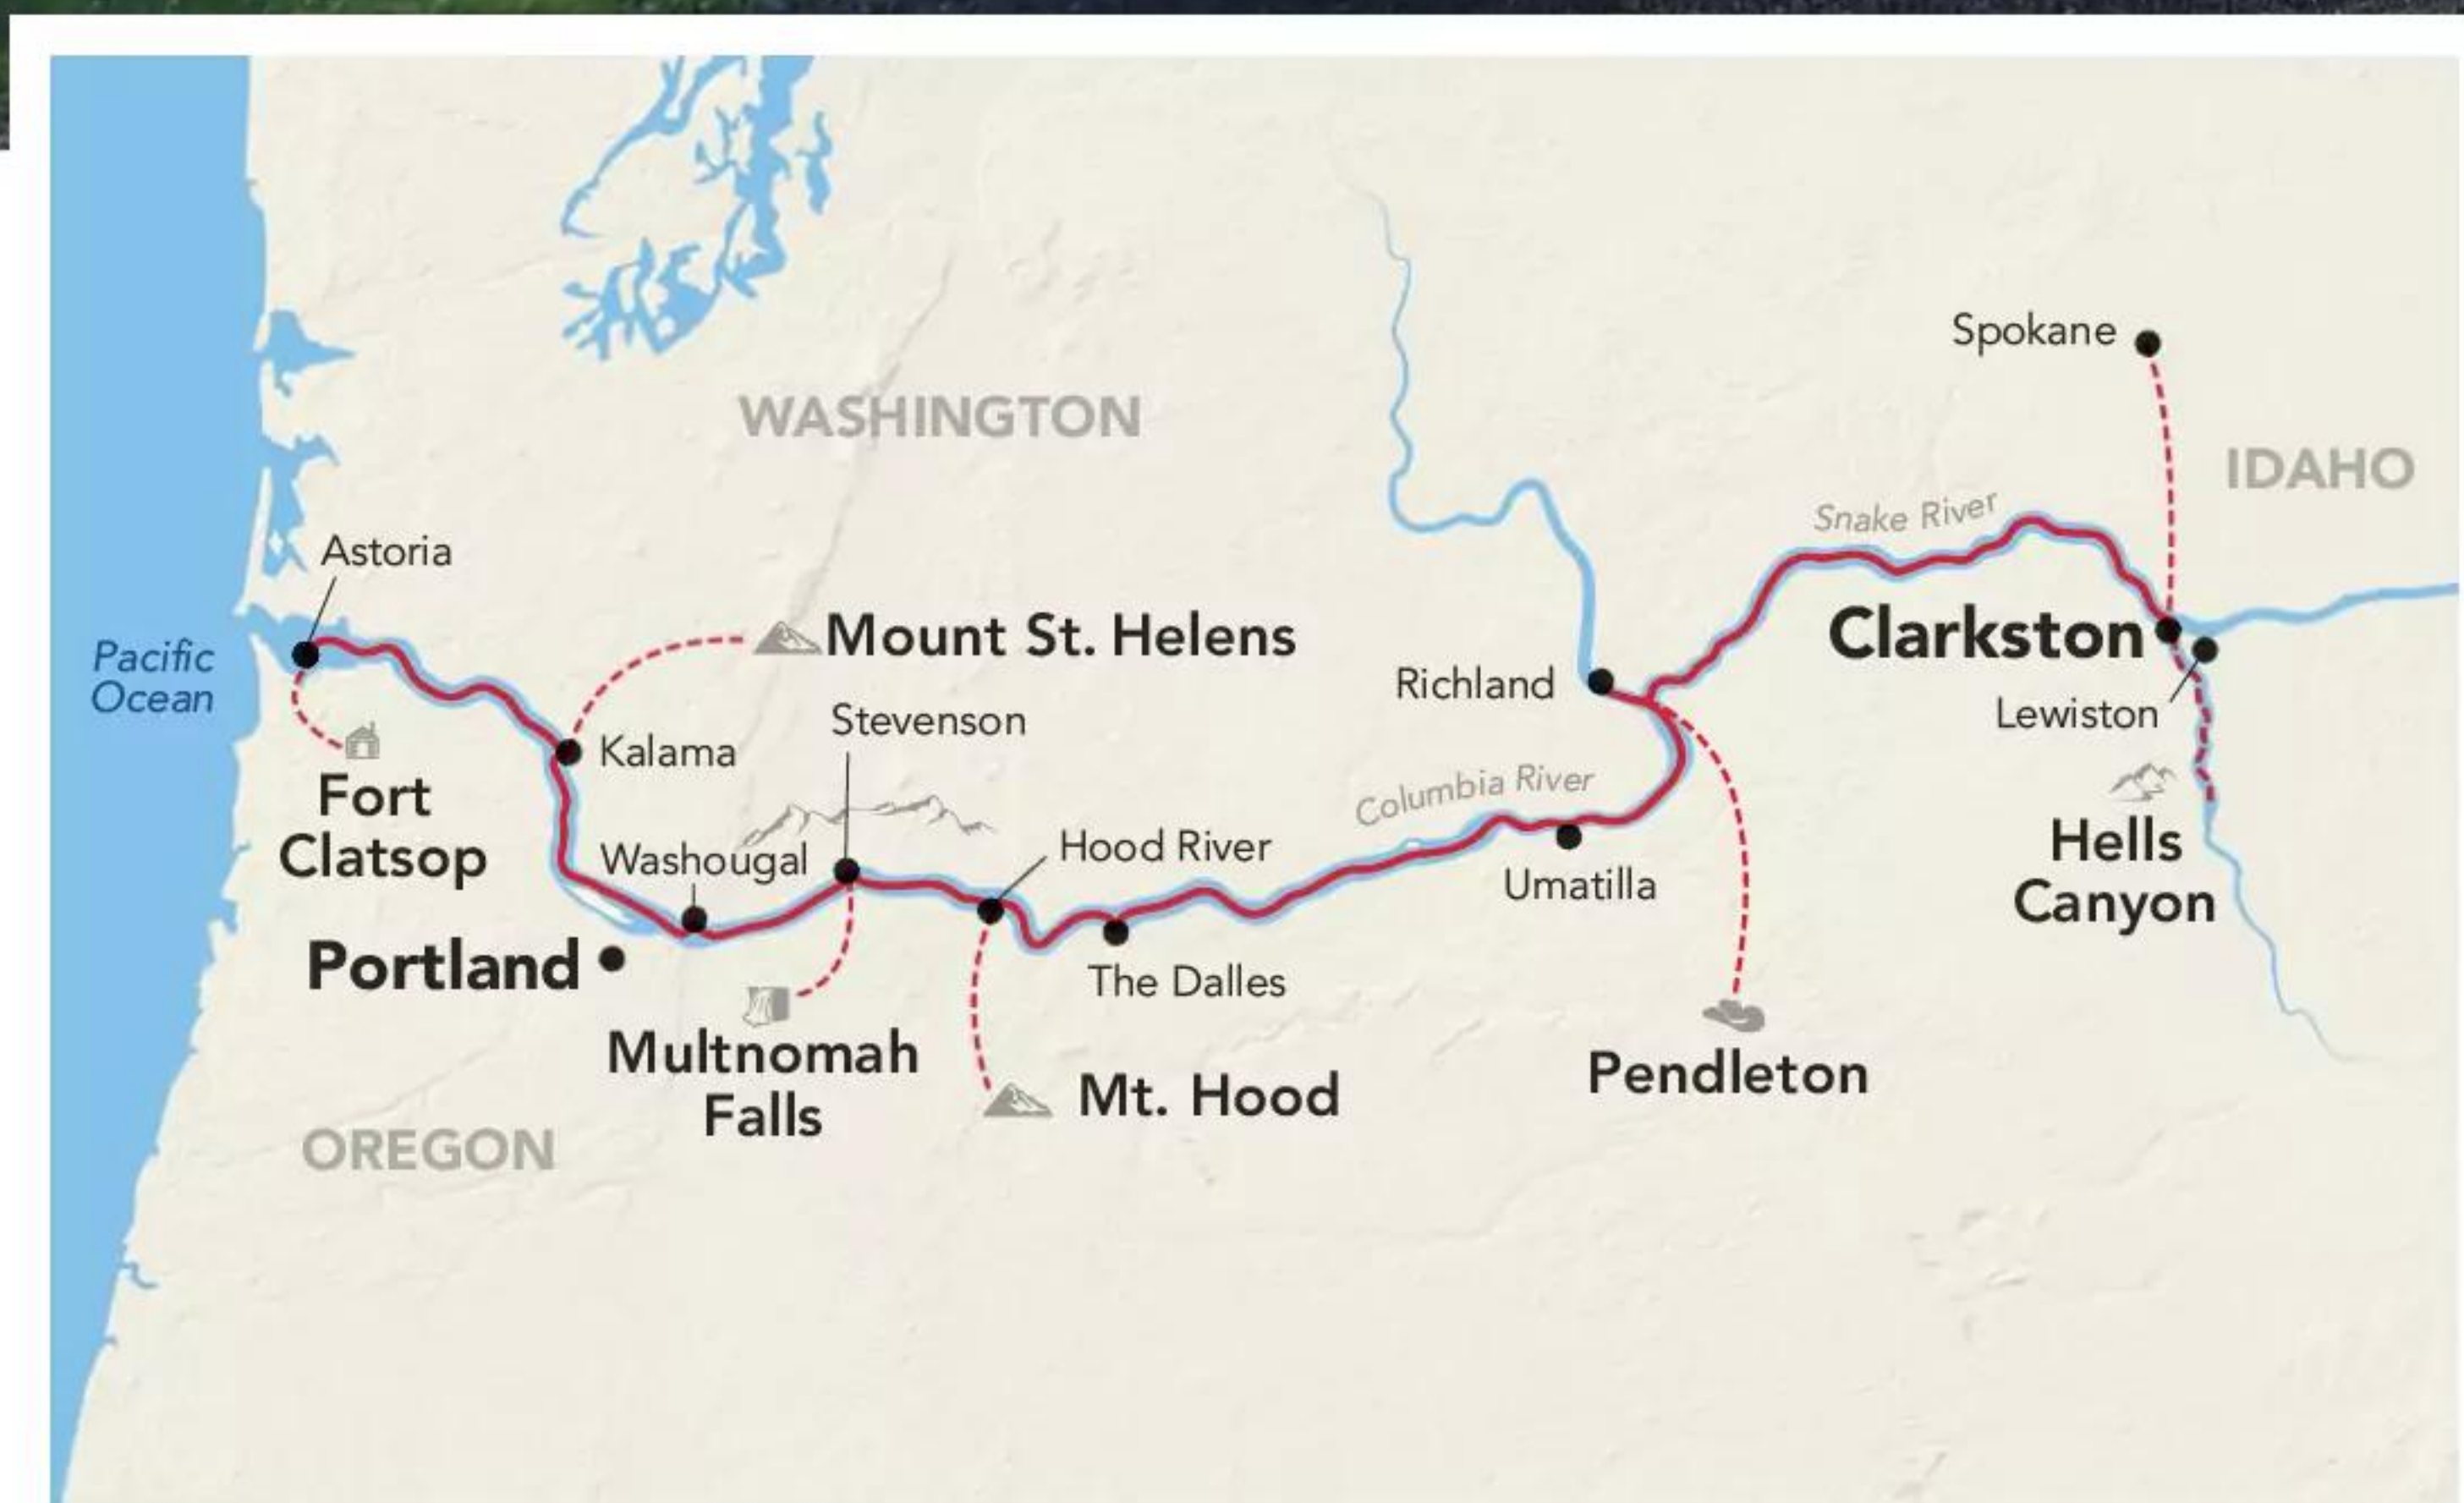 Spokane
WASHINGTON
IDAHO
Snake River
Astoria
Mount St. Helens
Clarkston
Pacific
Ocean
Richland
Stevenson
Lewiston
Kalama
Columbia River
Fort
Clatsop
Washougal
Hood River
Hells
Canyon
Umatilla
Portland
The Dalles
Multnomah
Falls
Mt. Hood
Pendleton
OREGON